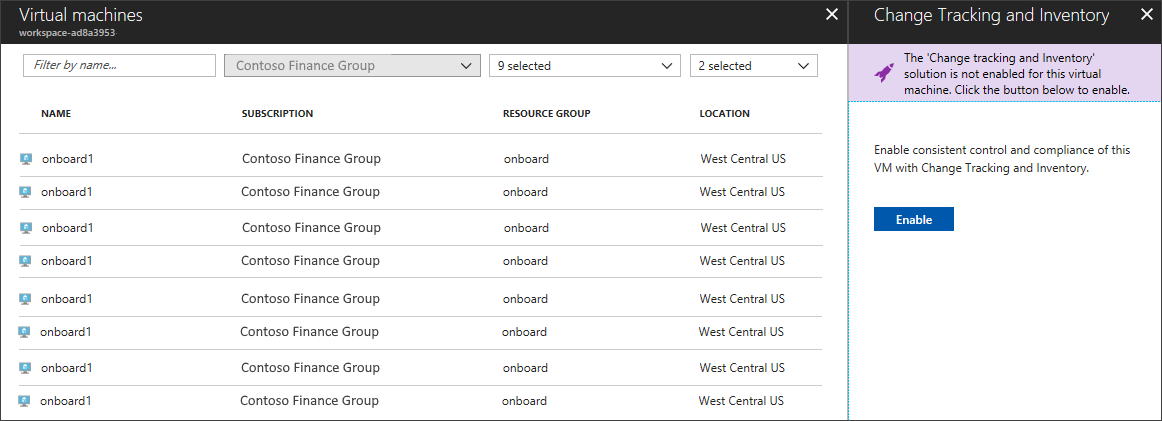 Virtual machines
workspace-ad8a3953
Filter by name...
Contoso Finance Group
9 selected
2 selected
NAME SUBSCRIPTION RESOURCE GROUP LOCATION
onboard1 Contoso Finance Group onboard West Central US
onboard1 Contoso Finance Group onboard West Central US
onboard1 Contoso Finance Group onboard West Central US
onboard1 Contoso Finance Group onboard West Central US
onboard1 Contoso Finance Group onboard West Central US
onboard1 Contoso Finance Group onboard West Central US
onboard1 Contoso Finance Group onboard West Central US
onboard1 Contoso Finance Group onboard West Central US
Change Tracking and Inventory
The 'Change tracking and Inventory'
solution is not enabled for this virtual
machine. Click the button below to enable.
Enable consistent control and compliance of this
VM with Change Tracking and Inventory.
Enable